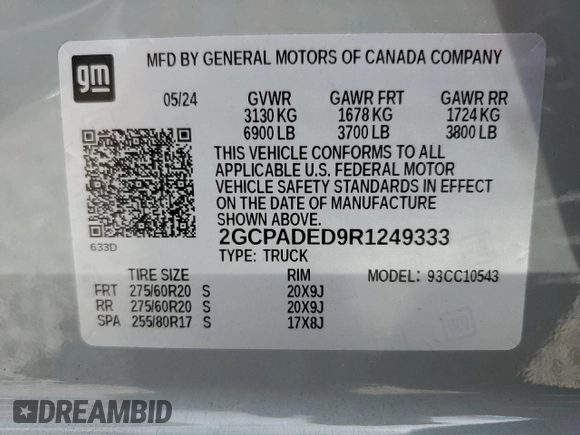 gm
MFD BY GENERAL MOTORS OF CANADA COMPANY
05/24 GVWR GAWR FRT GAWR RR
3130 KG 1678 KG 1724 KG
6900 LB 3700 LB 3800 LB
THIS VEHICLE CONFORMS TO ALL
APPLICABLE U.S. FEDERAL MOTOR
VEHICLE SAFETY STANDARDS IN EFFECT
ON THE DATE OF MANUFACTURE
SHOWN ABOVE.
633D
2GCPADED9R1249333
TYPE: TRUCK
TIRE SIZE RIM MODEL: 93CC10543
FRT 275/60R20 S 20X9J
RR 275/60R20 S 20X9J
SPA 255/80R17 S 17X8J
DREAMBID